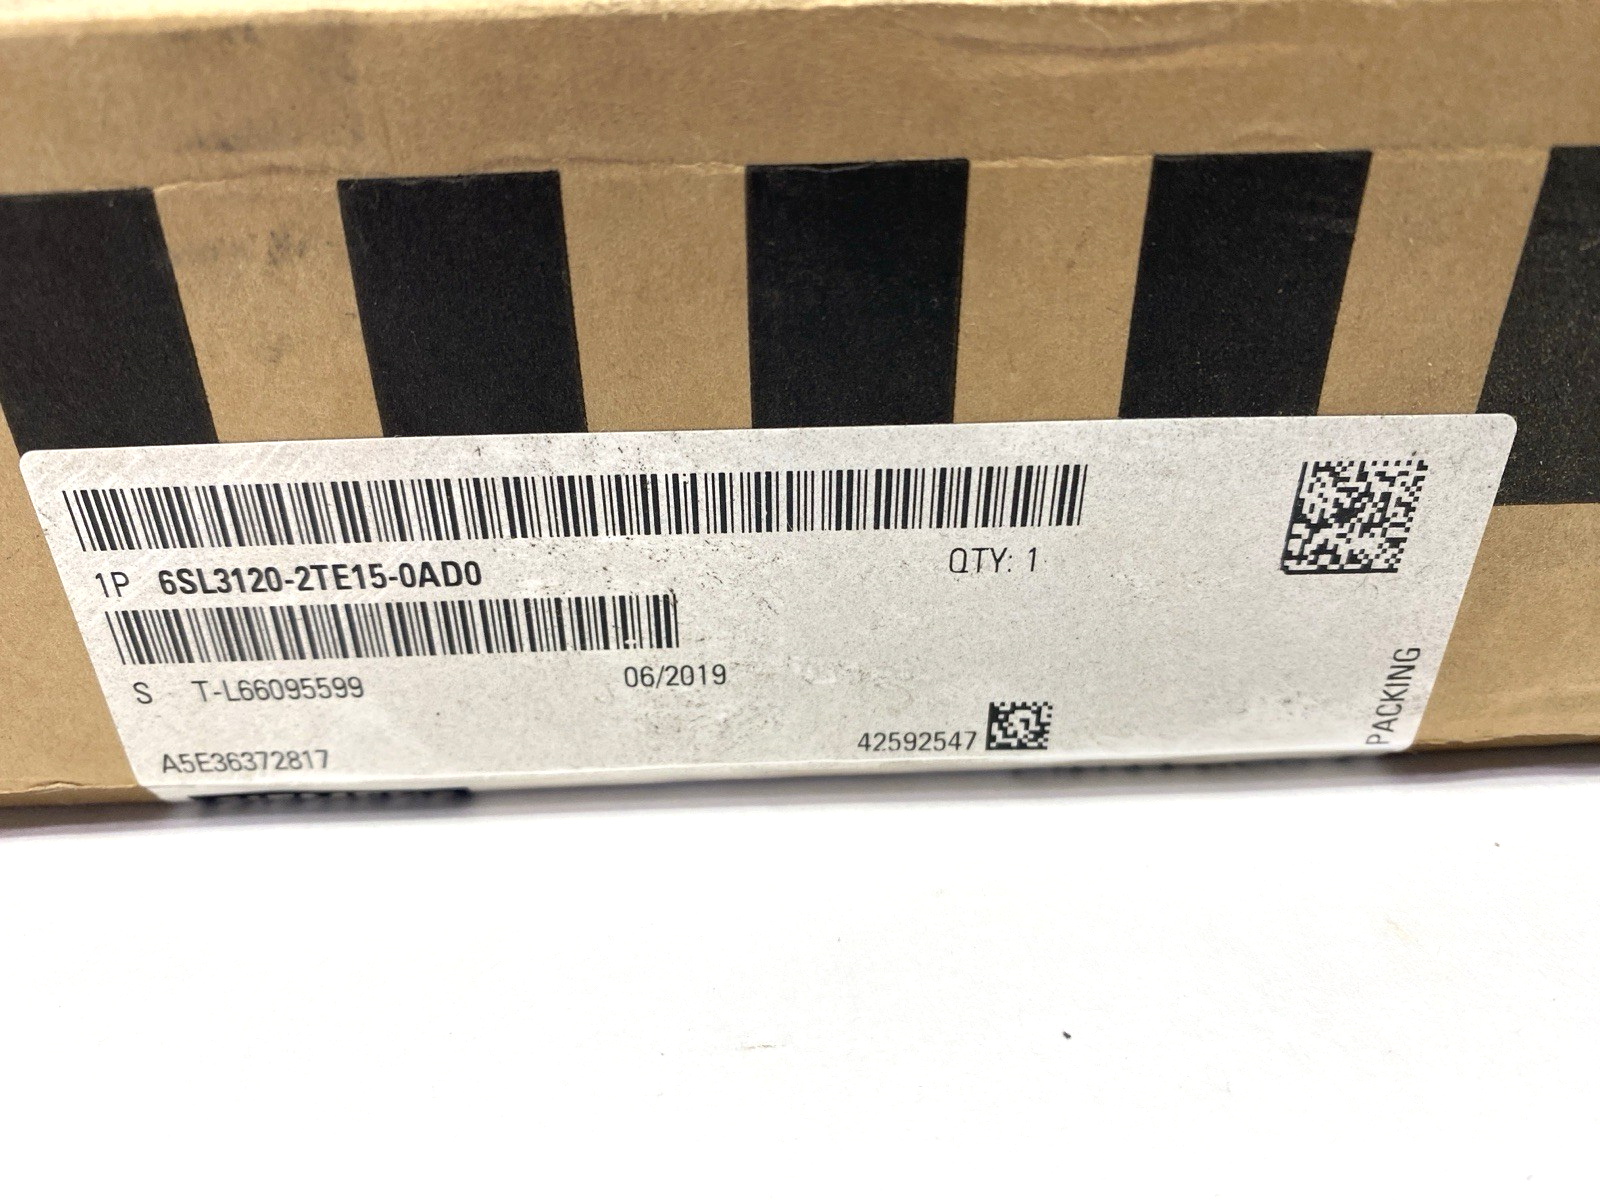 1P 6SL3120-2TE15-0AD0 QTY: 1
S T-L66095599 06/2019
A5E36372817 42592547
PACKING